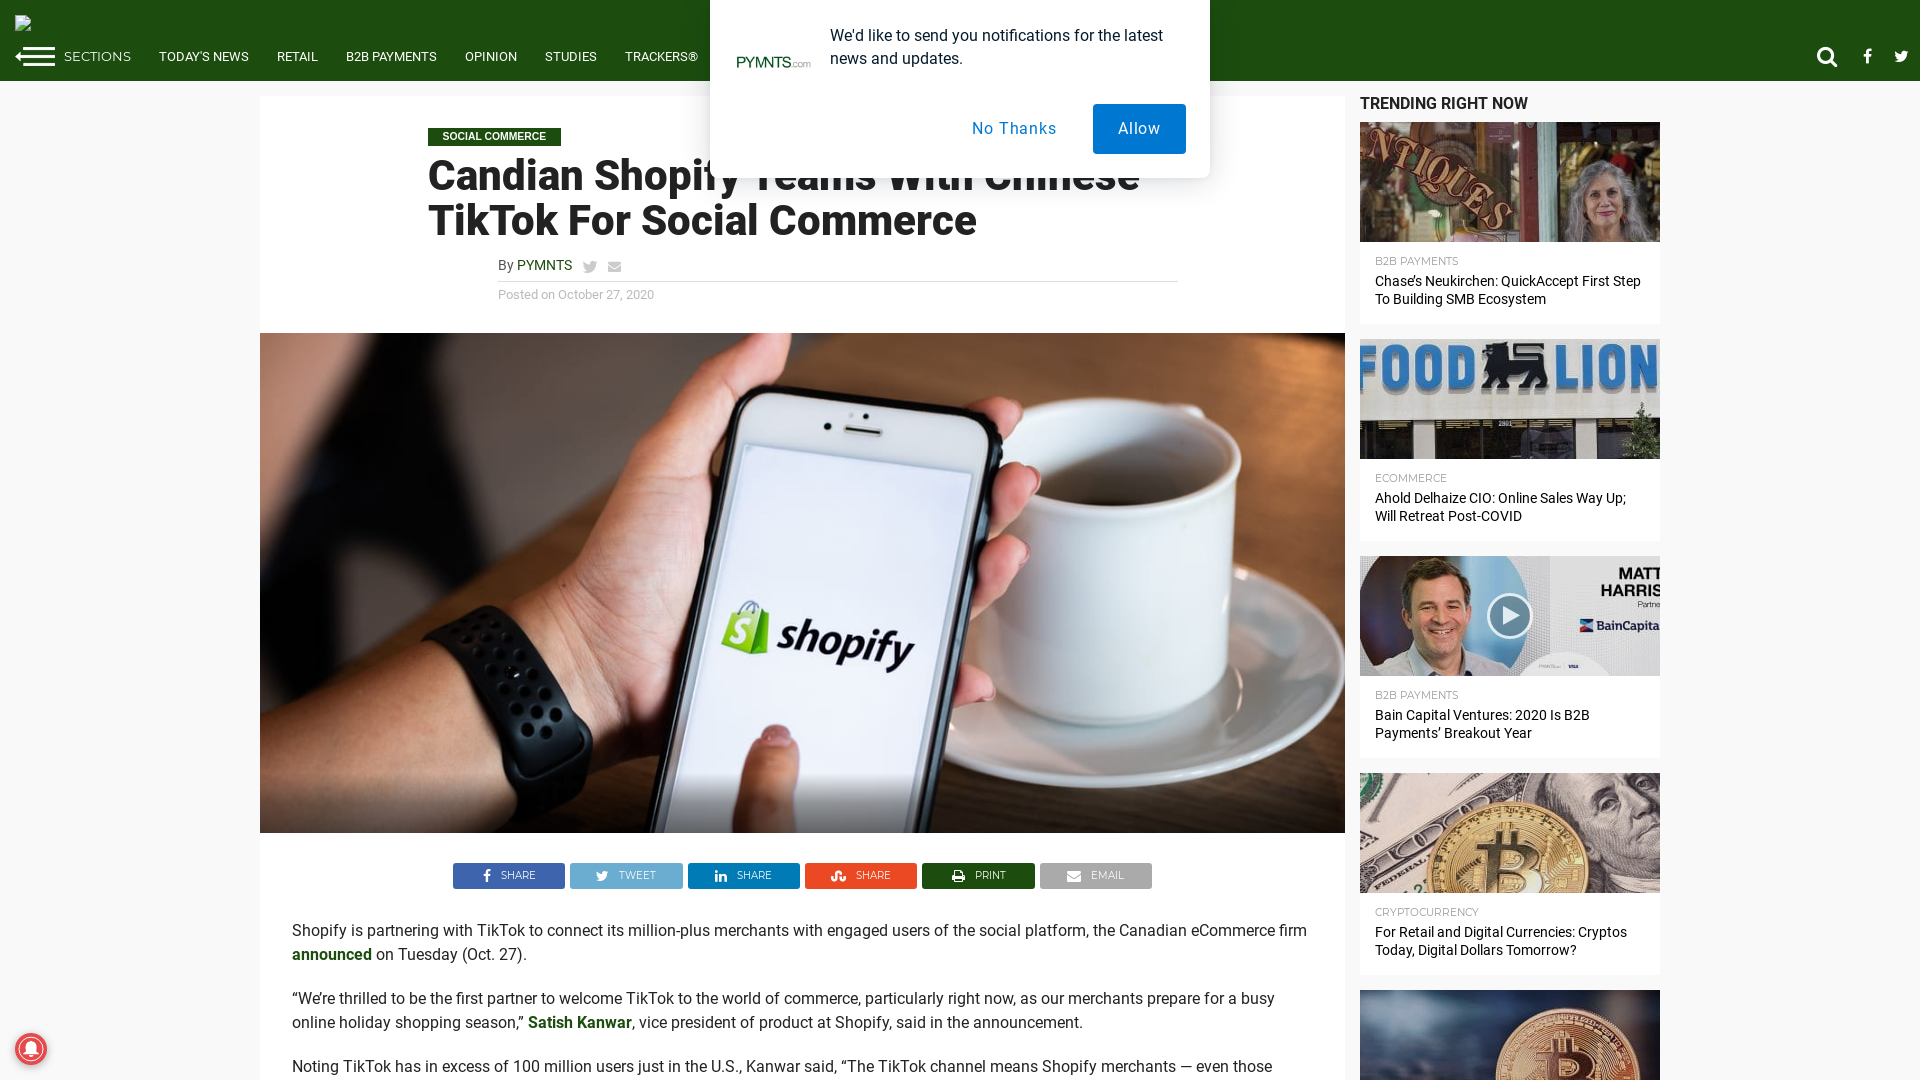 SECTIONS
TODAY'S NEWS
RETAIL
B2B PAYMENTS
OPINION
STUDIES
TRACKERS®
PYMNTS.com
We'd like to send you notifications for the latest
news and updates.
No Thanks
Allow
SOCIAL COMMERCE
Candian Shopify Teams With Chinese
TikTok For Social Commerce
By PYMNTS
Posted on October 27, 2020
shopify
SHARE
TWEET
SHARE
SHARE
PRINT
EMAIL
Shopify is partnering with TikTok to connect its million-plus merchants with engaged users of the social platform, the Canadian eCommerce firm
announced on Tuesday (Oct. 27).
“We’re thrilled to be the first partner to welcome TikTok to the world of commerce, particularly right now, as our merchants prepare for a busy
online holiday shopping season,” Satish Kanwar, vice president of product at Shopify, said in the announcement.
Noting TikTok has in excess of 100 million users just in the U.S., Kanwar said, “The TikTok channel means Shopify merchants — even those
TRENDING RIGHT NOW
NTIQUES
B2B PAYMENTS
Chase’s Neukirchen: QuickAccept First Step
To Building SMB Ecosystem
FOOD LION
2801
ECOMMERCE
Ahold Delhaize CIO: Online Sales Way Up;
Will Retreat Post-COVID
MATT
HARRIS
Partne
BainCapita
B2B PAYMENTS
Bain Capital Ventures: 2020 Is B2B
Payments’ Breakout Year
FEDERAL
CRYPTOCURRENCY
For Retail and Digital Currencies: Cryptos
Today, Digital Dollars Tomorrow?